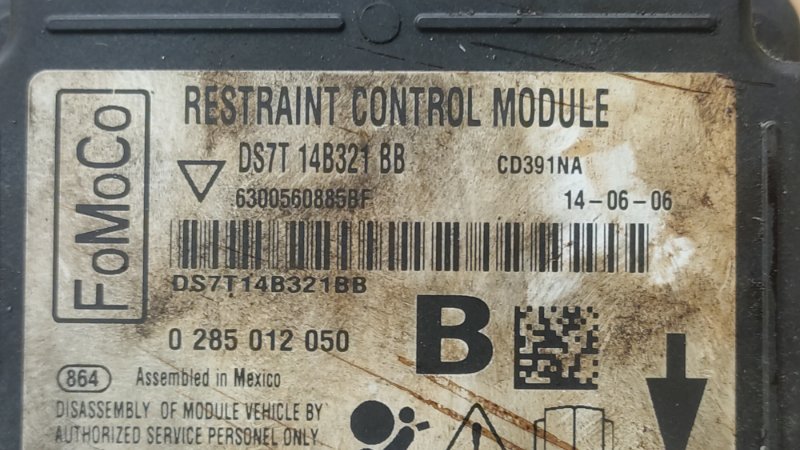 FoMoCo
RESTRAINT CONTROL MODULE
DS7T 14B321 BB
CD391NA
6300560885BF
14-06-06
DS7T14B321BB
0 285 012 050
B
864
Assembled in Mexico
DISASSEMBLY OF MODULE VEHICLE BY
AUTHORIZED SERVICE PERSONEL ONLY